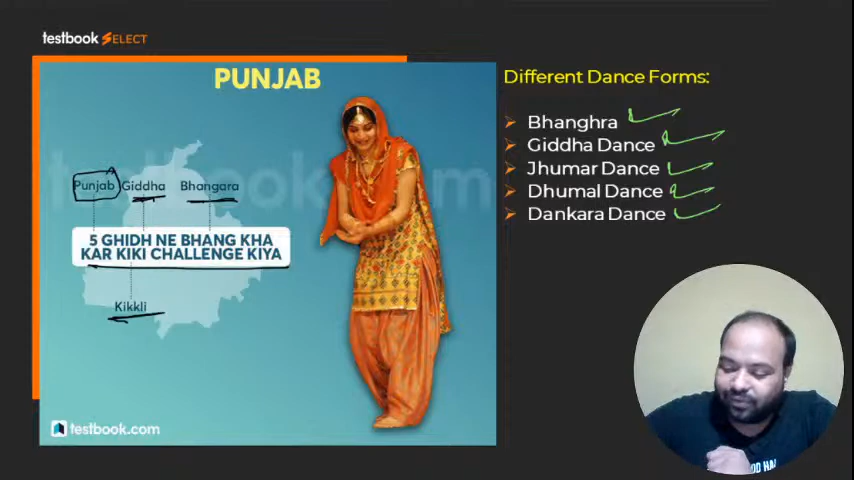 testbook SELECT
PUNJAB
Different Dance Forms:
Bhanghra
Giddha Dance
Jhumar Dance
Dhumal Dance
Dankara Dance
Punjab Giddha Bhangara
5 GHIDH NE BHANG KHA
KAR KIKI CHALLENGE KIYA
Kikkli
testbook.com